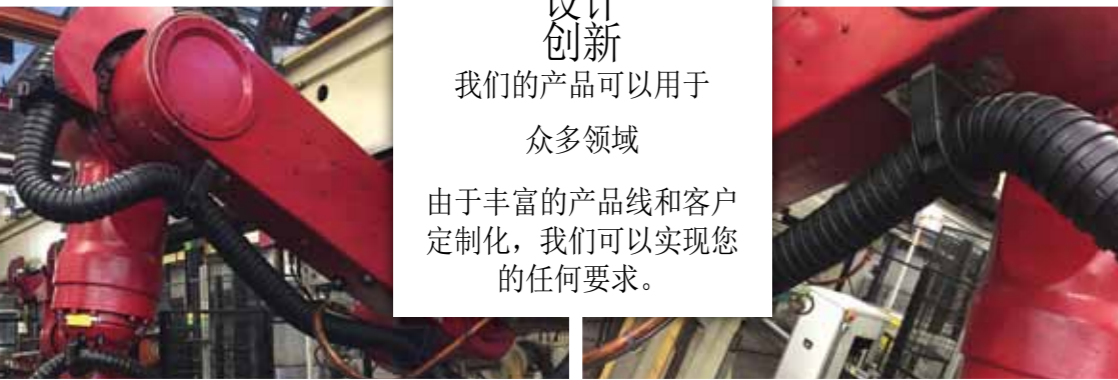 设计
创新
我们的产品可以用于
众多领域
由于丰富的产品线和客户
定制化，我们可以实现您
的任何要求。